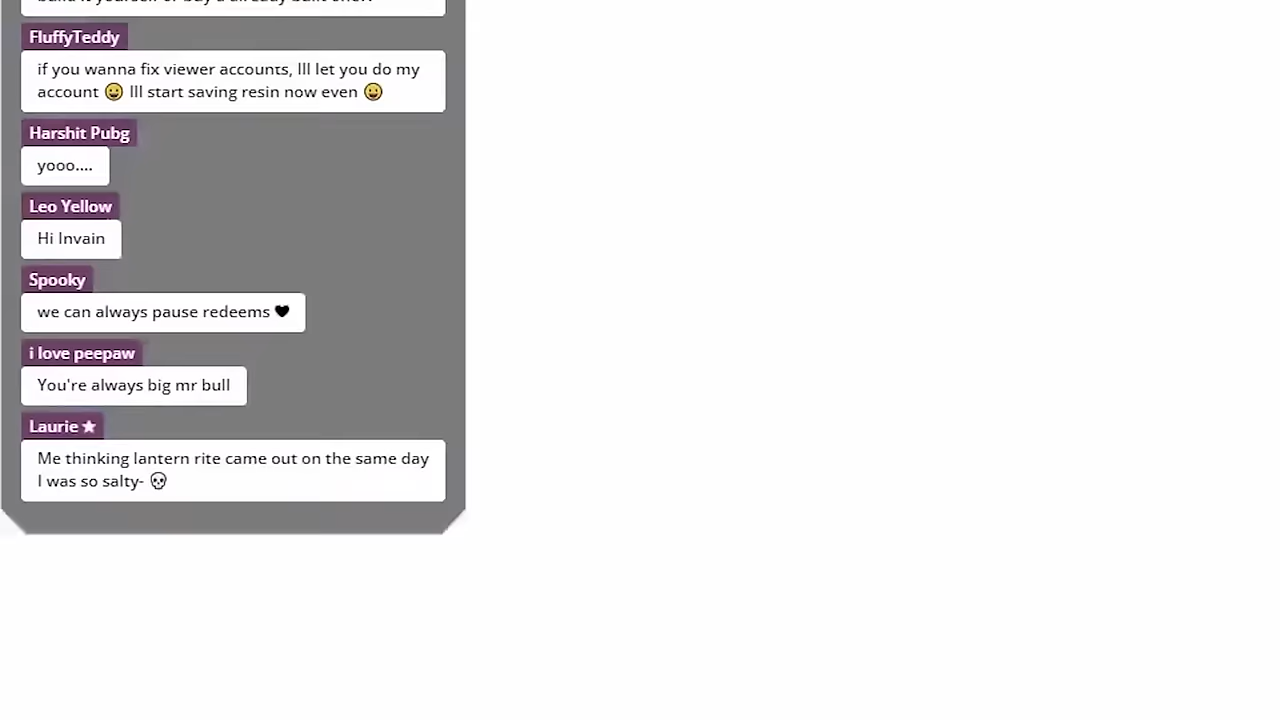 FluffyTeddy
if you wanna fix viewer accounts, Ill let you do my
account 😀 Ill start saving resin now even 😀
Harshit Pubg
yooo....
Leo Yellow
Hi Invain
Spooky
we can always pause redeems 🖤
i love peepaw
You're always big mr bull
Laurie ★
Me thinking lantern rite came out on the same day
I was so salty- 💀